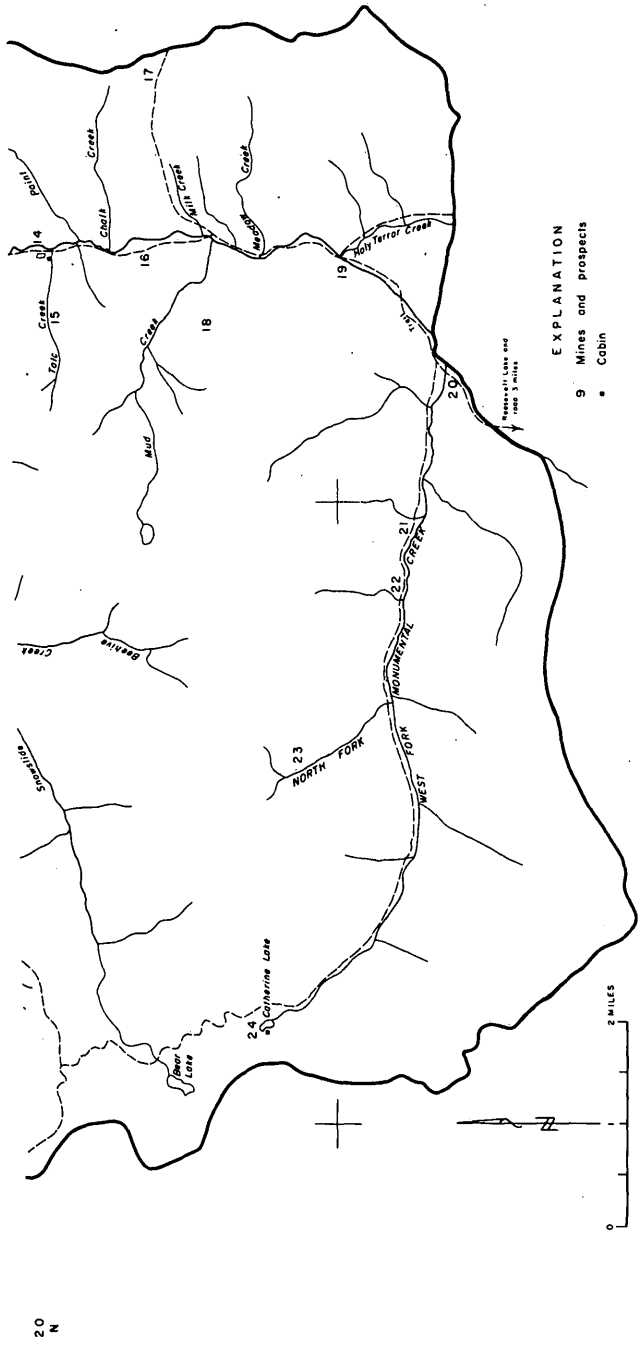 20
N
Snowslide
Creek
Beehive
Mud
Creek
18
Talc
Creek
15
14
Point
Chalk
Creek
16
17
Milk Creek
Meadow
Creek
19
Holy Terror Creek
Trail
20
Roosevelt Lake and
road 3 miles
21
22
MONUMENTAL
CREEK
WEST
FORK
23
NORTH FORK
24
Catherine Lake
Bear
Lake
N
0
2 MILES
EXPLANATION
9 Mines and prospects
Cabin